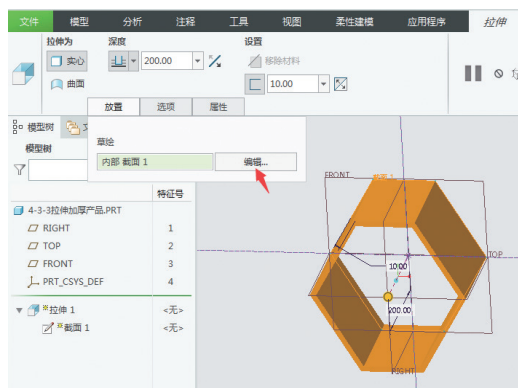 文件 模型 分析 注释 工具 视图 柔性建模 应用程序 拉伸
拉伸为 深度 设置
实心 200.00 移除材料
曲面 10.00
放置 选项 属性
模型树
模型树
草绘
内部 截面 1 编辑...
特征号
4-3-3拉伸加厚产品.PRT
RIGHT 1
TOP 2
FRONT 3
PRT_CSYS_DEF 4
拉伸 1 <无>
截面 1 <无>
FRONT
TOP
10.00
200.00
RIGHT